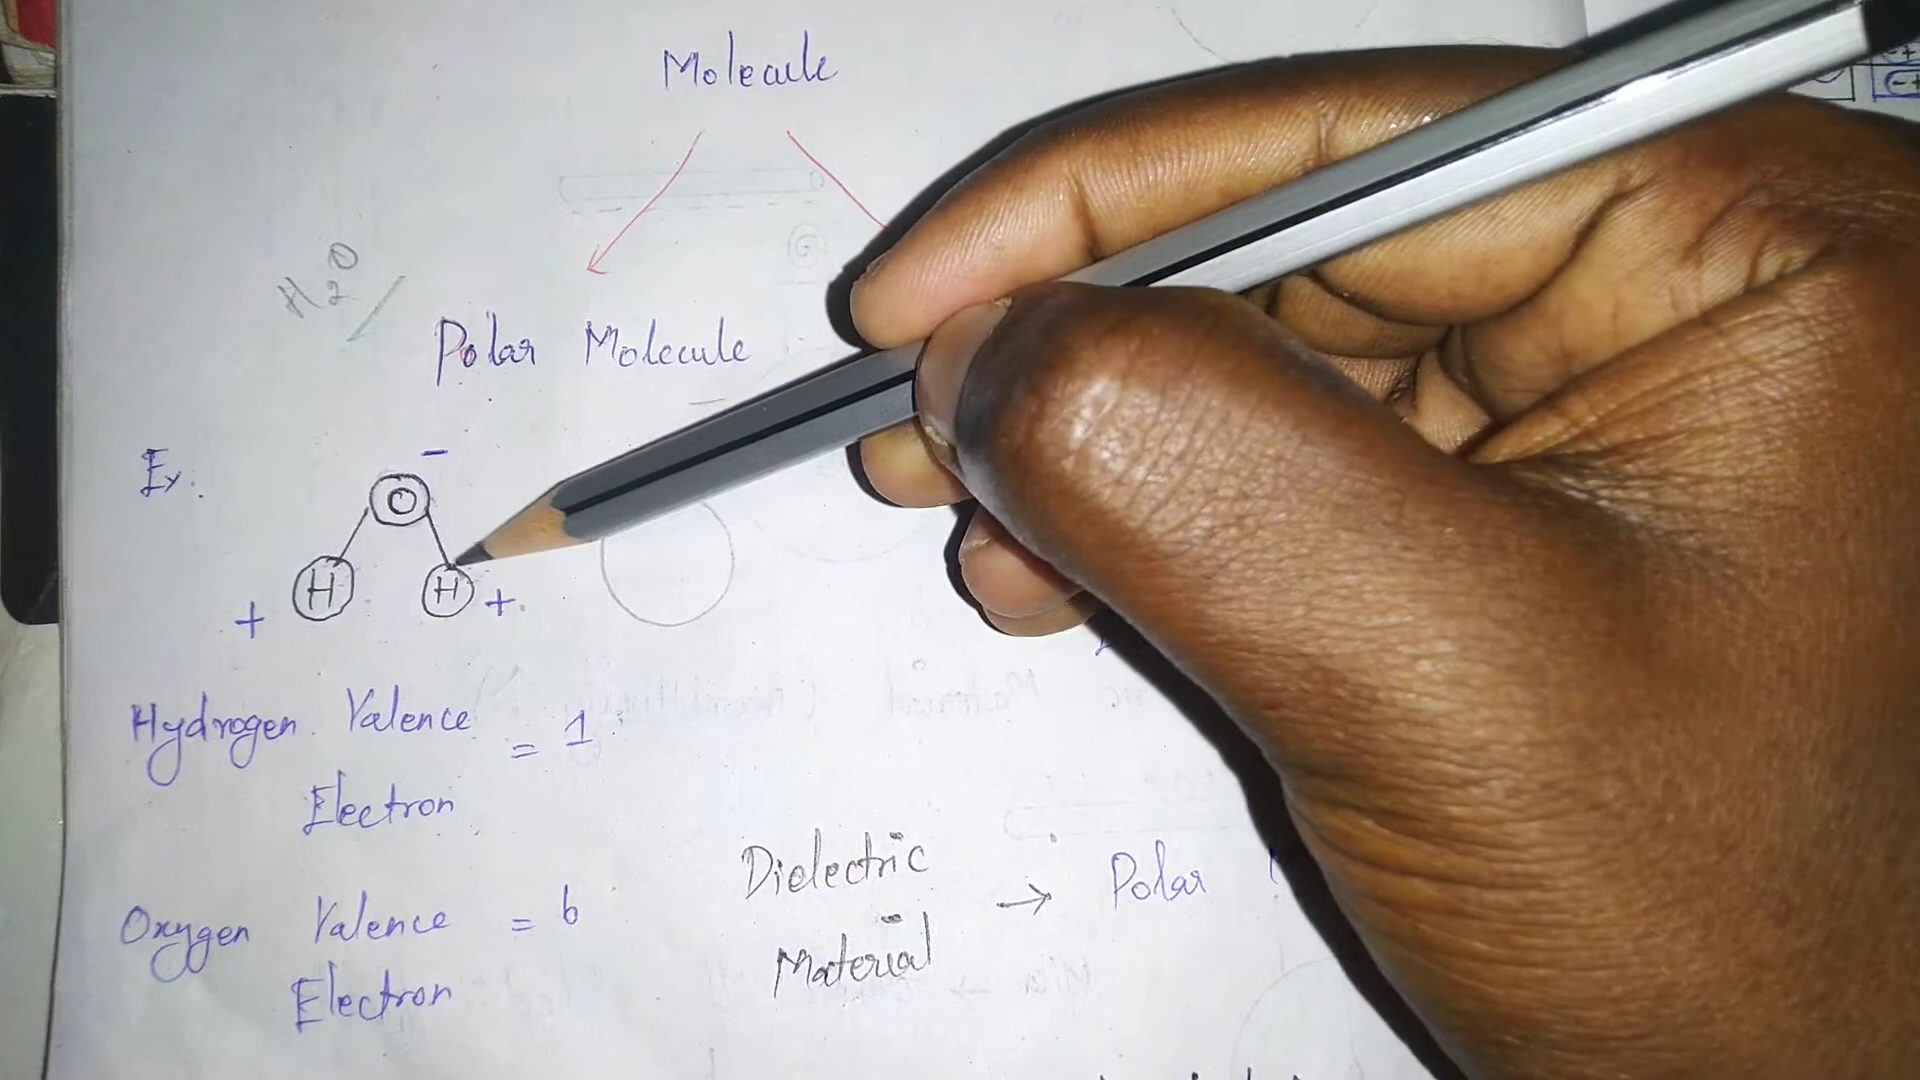 Molecule
H2O
Polar Molecule
Ex.
-
O
H H
+ +
Hydrogen Valence
Electron = 1
Oxygen Valence = 6
Electron
Dielectric
Material → Polar